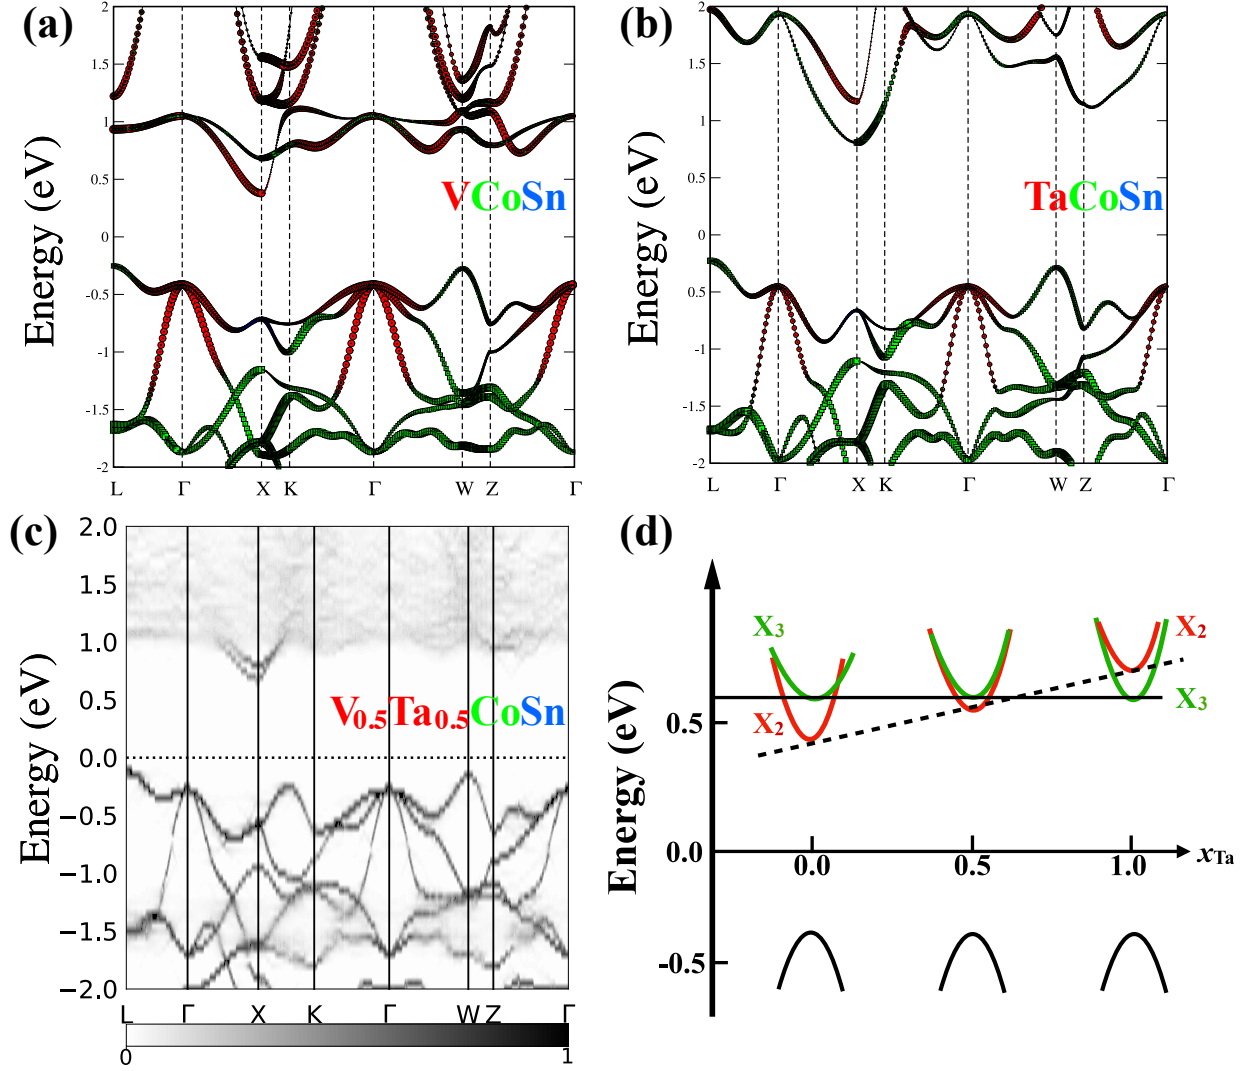 (a)
2
1.5
1
0.5
0
-0.5
-1
-1.5
-2
Energy (eV)
VCoSn
L Γ X K Γ W Z Γ
(b)
2
1.5
1
0.5
0
-0.5
-1
-1.5
-2
Energy (eV)
TaCoSn
L Γ X K Γ W Z Γ
(c)
2.0
1.5
1.0
0.5
0.0
−0.5
−1.0
−1.5
−2.0
Energy (eV)
V0.5Ta0.5CoSn
L Γ X K Γ W Z Γ
0 1
(d)
Energy (eV)
X3 X2
X2 X3
0.5
0.0
-0.5
0.0 0.5 1.0 xTa